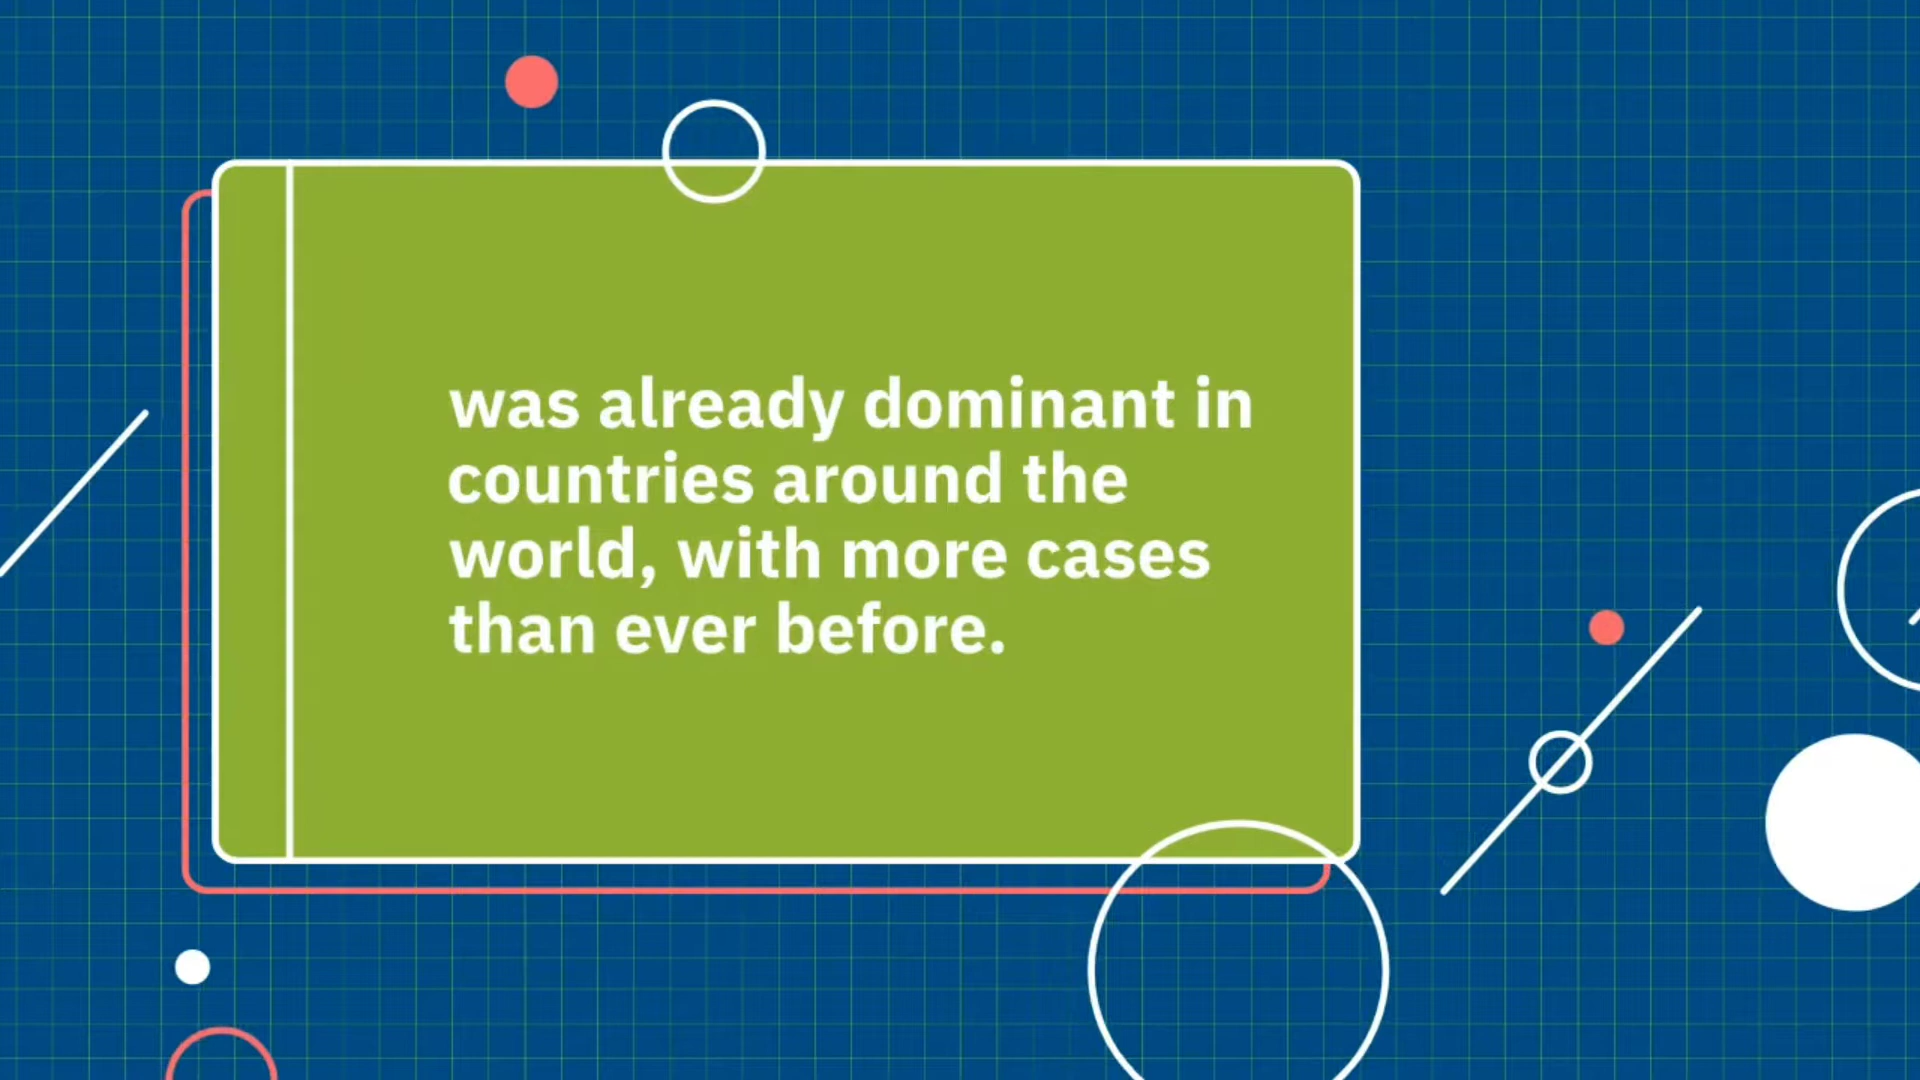 was already dominant in
countries around the
world, with more cases
than ever before.